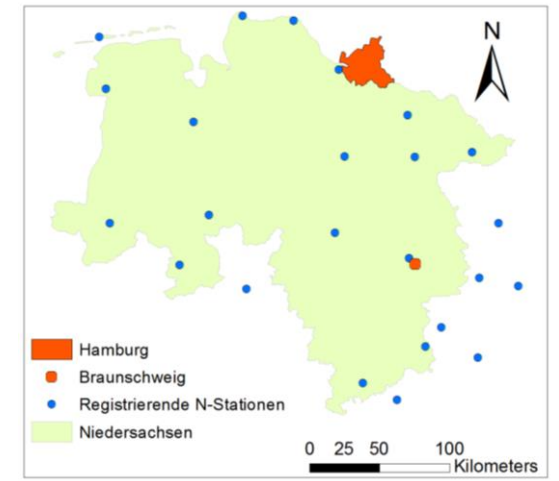 N
Hamburg
Braunschweig
Registrierende N-Stationen
Niedersachsen
0 25 50 100
Kilometers